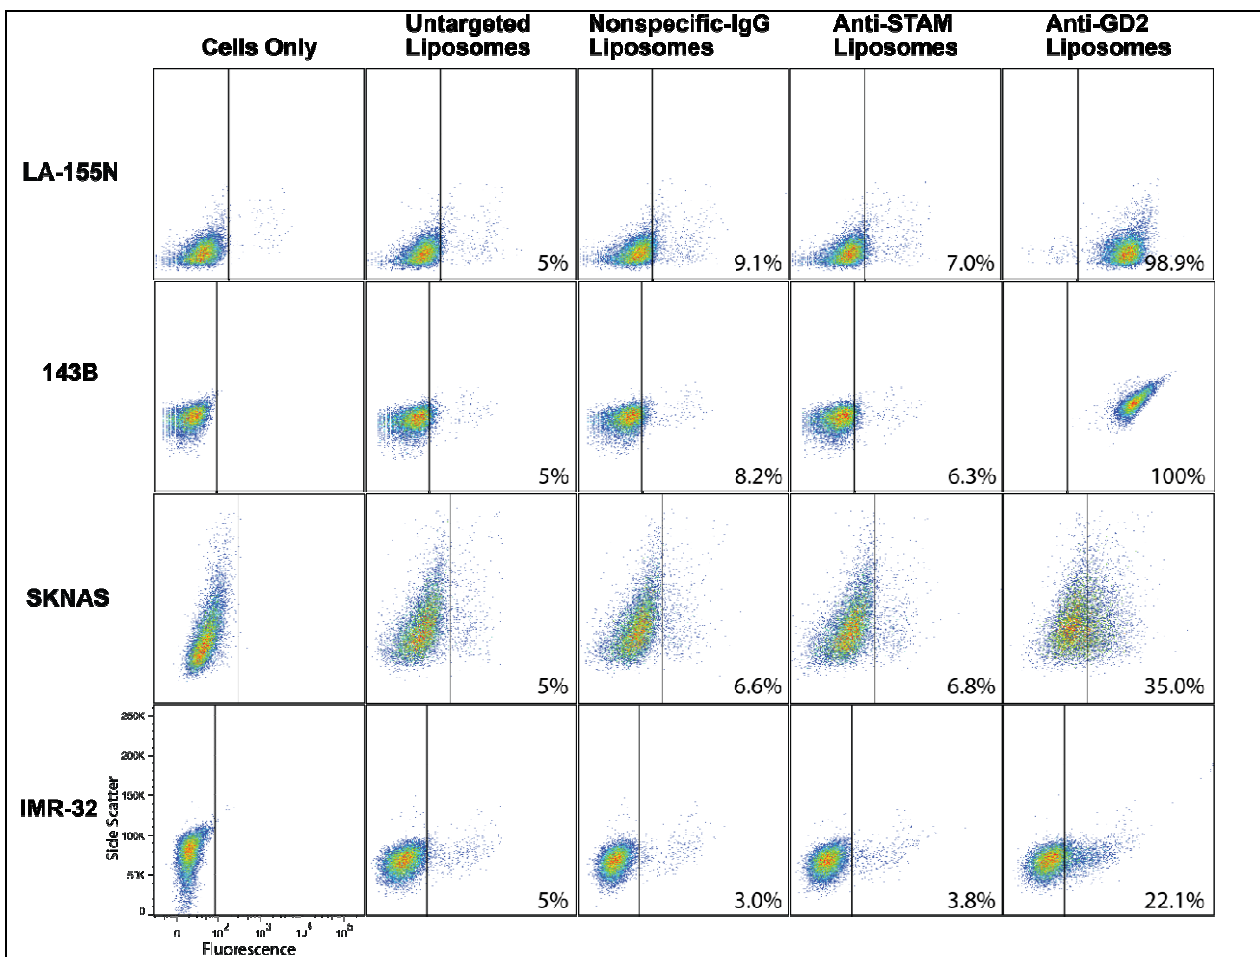 Cells Only
Untargeted
Liposomes
Nonspecific-IgG
Liposomes
Anti-STAM
Liposomes
Anti-GD2
Liposomes
LA-155N
5%
9.1%
7.0%
98.9%
143B
5%
8.2%
6.3%
100%
SKNAS
5%
6.6%
6.8%
35.0%
IMR-32
Side Scatter
250K
200K
150K
100K
0
5%
3.0%
3.8%
22.1%
0 10² 10³ 10⁵
Fluorescence